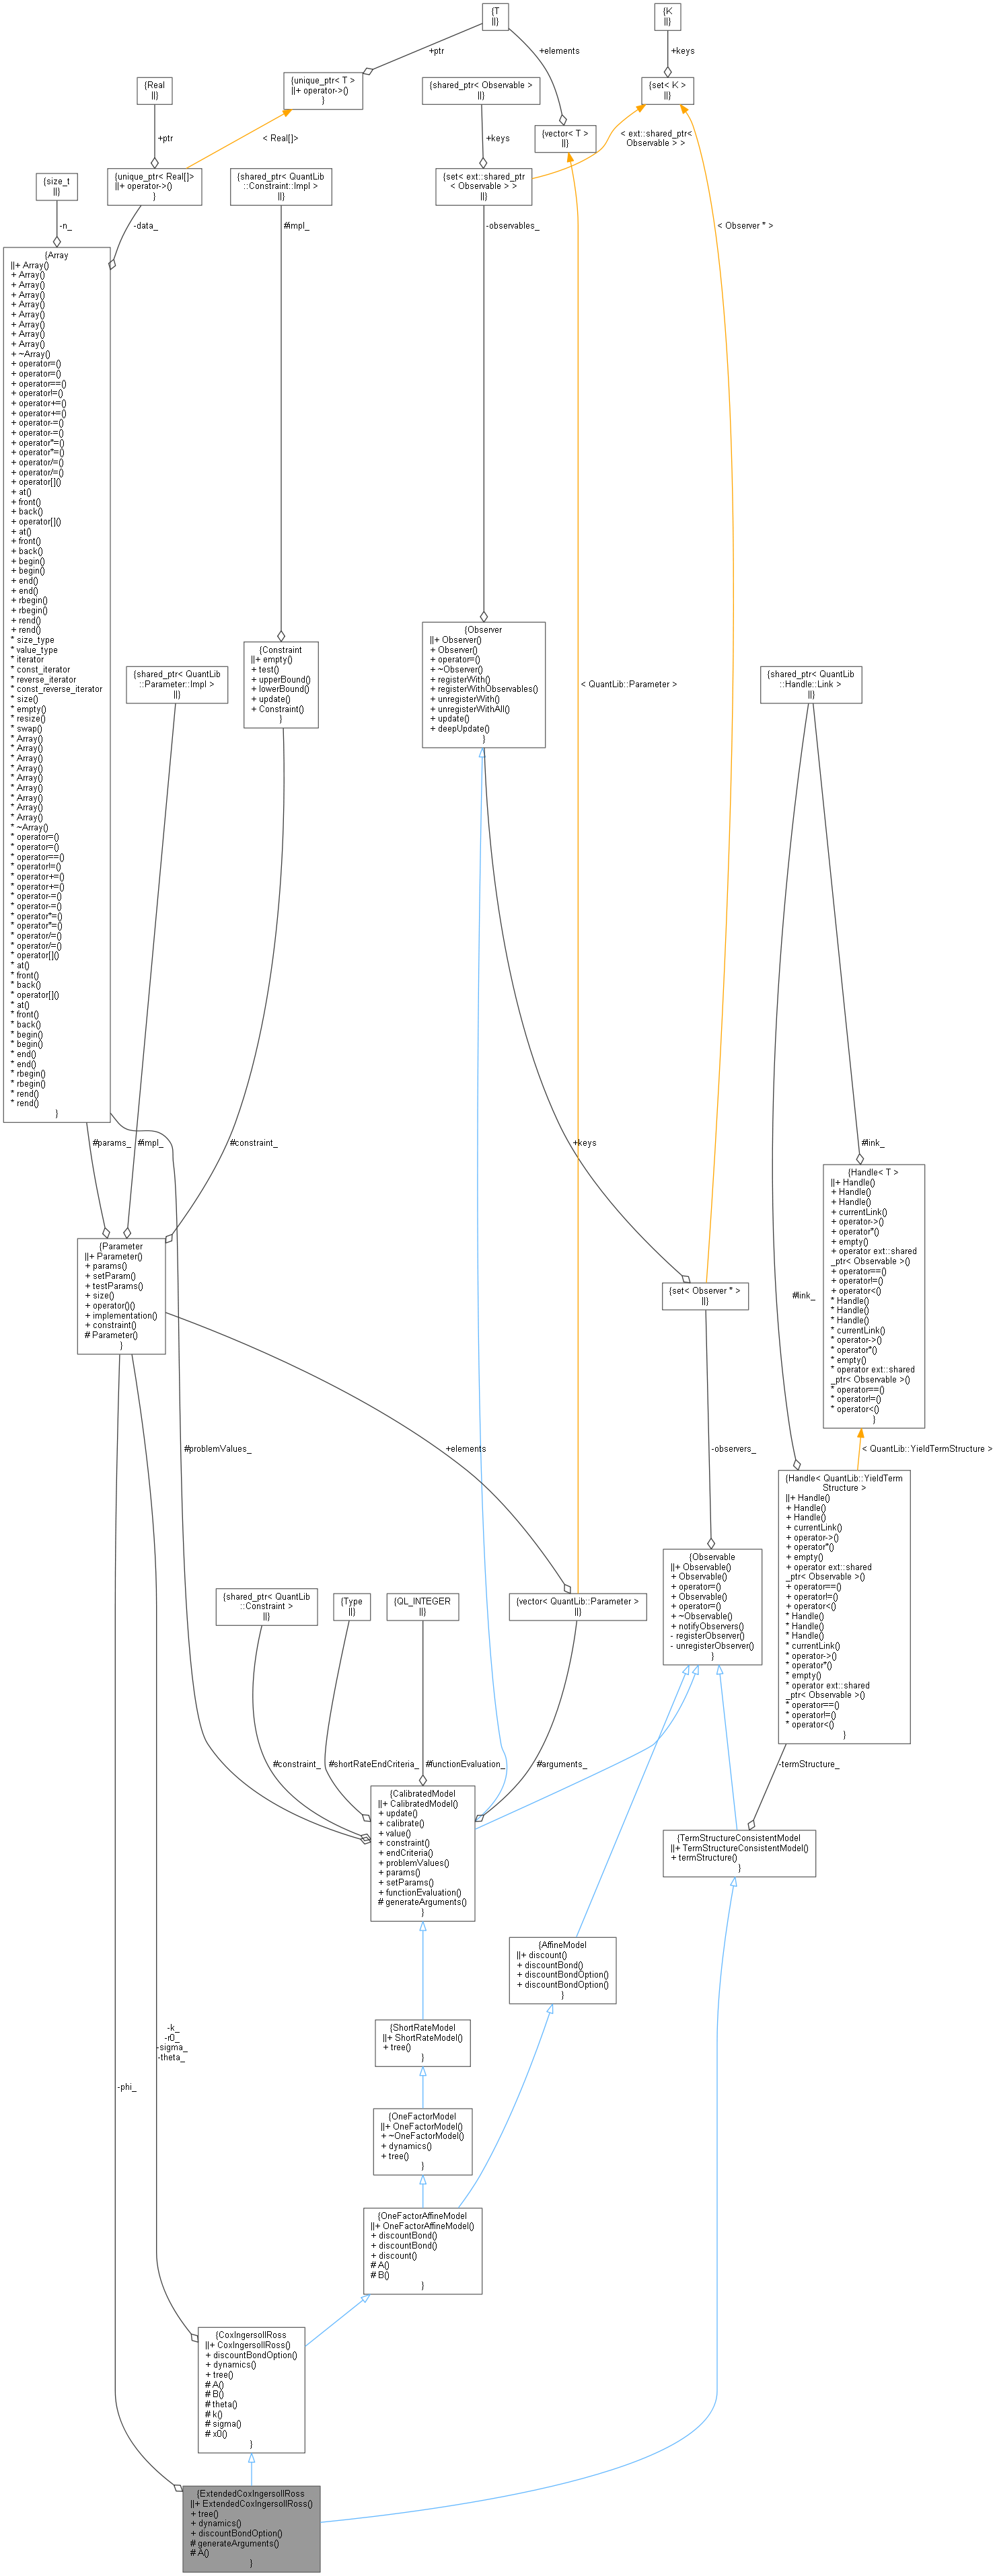 {T
||}
{K
||}
+ptr
+elements
+keys
{Real
||}
{unique_ptr< T >
||+ operator->()
}
{shared_ptr< Observable >
||}
{set< K >
||}
+ptr
< Real[]>
+keys
{vector< T >
||}
< ext::shared_ptr<
Observable > >
{size_t
||}
{unique_ptr< Real[]>
||+ operator->()
}
{shared_ptr< QuantLib
::Constraint::Impl >
||}
{set< ext::shared_ptr
< Observable > >
||}
-n_
-data_
#impl_
-observables_
< Observer * >
{Array
||+ Array()
+ Array()
+ Array()
+ Array()
+ Array()
+ Array()
+ Array()
+ Array()
+ Array()
+ ~Array()
+ operator=()
+ operator=()
+ operator==()
+ operator!=()
+ operator+=()
+ operator+=()
+ operator-=()
+ operator-=()
+ operator*=()
+ operator*=()
+ operator/=()
+ operator/=()
+ operator[]()
+ at()
+ front()
+ back()
+ operator[]()
+ at()
+ front()
+ back()
+ begin()
+ begin()
+ end()
+ end()
+ rbegin()
+ rbegin()
+ rend()
+ rend()
* size_type
* value_type
* iterator
* const_iterator
* reverse_iterator
* const_reverse_iterator
* size()
* empty()
* resize()
* swap()
* Array()
* Array()
* Array()
* Array()
* Array()
* Array()
* Array()
* Array()
* Array()
* ~Array()
* operator=()
* operator=()
* operator==()
* operator!=()
* operator+=()
* operator+=()
* operator-=()
* operator-=()
* operator*=()
* operator*=()
* operator/=()
* operator/=()
* operator[]()
* at()
* front()
* back()
* operator[]()
* at()
* front()
* back()
* begin()
* begin()
* end()
* end()
* rbegin()
* rbegin()
* rend()
* rend()
}
{shared_ptr< QuantLib
::Parameter::Impl >
||}
{Constraint
||+ empty()
+ test()
+ upperBound()
+ lowerBound()
+ update()
+ Constraint()
}
{Observer
||+ Observer()
+ Observer()
+ operator=()
+ ~Observer()
+ registerWith()
+ registerWithObservables()
+ unregisterWith()
+ unregisterWithAll()
+ update()
+ deepUpdate()
}
< QuantLib::Parameter >
{shared_ptr< QuantLib
::Handle::Link >
||}
#params_
#impl_
#constraint_
+keys
#link_
{Handle< T >
||+ Handle()
+ Handle()
+ Handle()
+ currentLink()
+ operator->()
+ operator*()
+ empty()
+ operator ext::shared
_ptr< Observable >()
+ operator==()
+ operator!=()
+ operator<()
* Handle()
* Handle()
* Handle()
* currentLink()
* operator->()
* operator*()
* empty()
* operator ext::shared
_ptr< Observable >()
* operator==()
* operator!=()
* operator<()
}
{Parameter
||+ Parameter()
+ params()
+ setParam()
+ testParams()
+ size()
+ operator()()
+ implementation()
+ constraint()
# Parameter()
}
{set< Observer * >
||}
#link_
#problemValues_
+elements
-observers_
< QuantLib::YieldTermStructure >
{Handle< QuantLib::YieldTerm
Structure >
||+ Handle()
+ Handle()
+ Handle()
+ currentLink()
+ operator->()
+ operator*()
+ empty()
+ operator ext::shared
_ptr< Observable >()
+ operator==()
+ operator!=()
+ operator<()
* Handle()
* Handle()
* Handle()
* currentLink()
* operator->()
* operator*()
* empty()
* operator ext::shared
_ptr< Observable >()
* operator==()
* operator!=()
* operator<()
}
{Observable
||+ Observable()
+ Observable()
+ operator=()
+ Observable()
+ operator=()
+ ~Observable()
+ notifyObservers()
- registerObserver()
- unregisterObserver()
}
{shared_ptr< QuantLib
::Constraint >
||}
{Type
||}
{QL_INTEGER
||}
{vector< QuantLib::Parameter >
||}
#constraint_
#shortRateEndCriteria_
#functionEvaluation_
#arguments_
-termStructure_
{CalibratedModel
||+ CalibratedModel()
+ update()
+ calibrate()
+ value()
+ constraint()
+ endCriteria()
+ problemValues()
+ params()
+ setParams()
+ functionEvaluation()
# generateArguments()
}
{TermStructureConsistentModel
||+ TermStructureConsistentModel()
+ termStructure()
}
{AffineModel
||+ discount()
+ discountBond()
+ discountBondOption()
+ discountBondOption()
}
{ShortRateModel
||+ ShortRateModel()
+ tree()
}
-k_
-r0_
-sigma_
-theta_
-phi_
{OneFactorModel
||+ OneFactorModel()
+ ~OneFactorModel()
+ dynamics()
+ tree()
}
{OneFactorAffineModel
||+ OneFactorAffineModel()
+ discountBond()
+ discountBond()
+ discount()
# A()
# B()
}
{CoxIngersollRoss
||+ CoxIngersollRoss()
+ discountBondOption()
+ dynamics()
+ tree()
# A()
# B()
# theta()
# k()
# sigma()
# x0()
}
{ExtendedCoxIngersollRoss
||+ ExtendedCoxIngersollRoss()
+ tree()
+ dynamics()
+ discountBondOption()
# generateArguments()
# A()
}